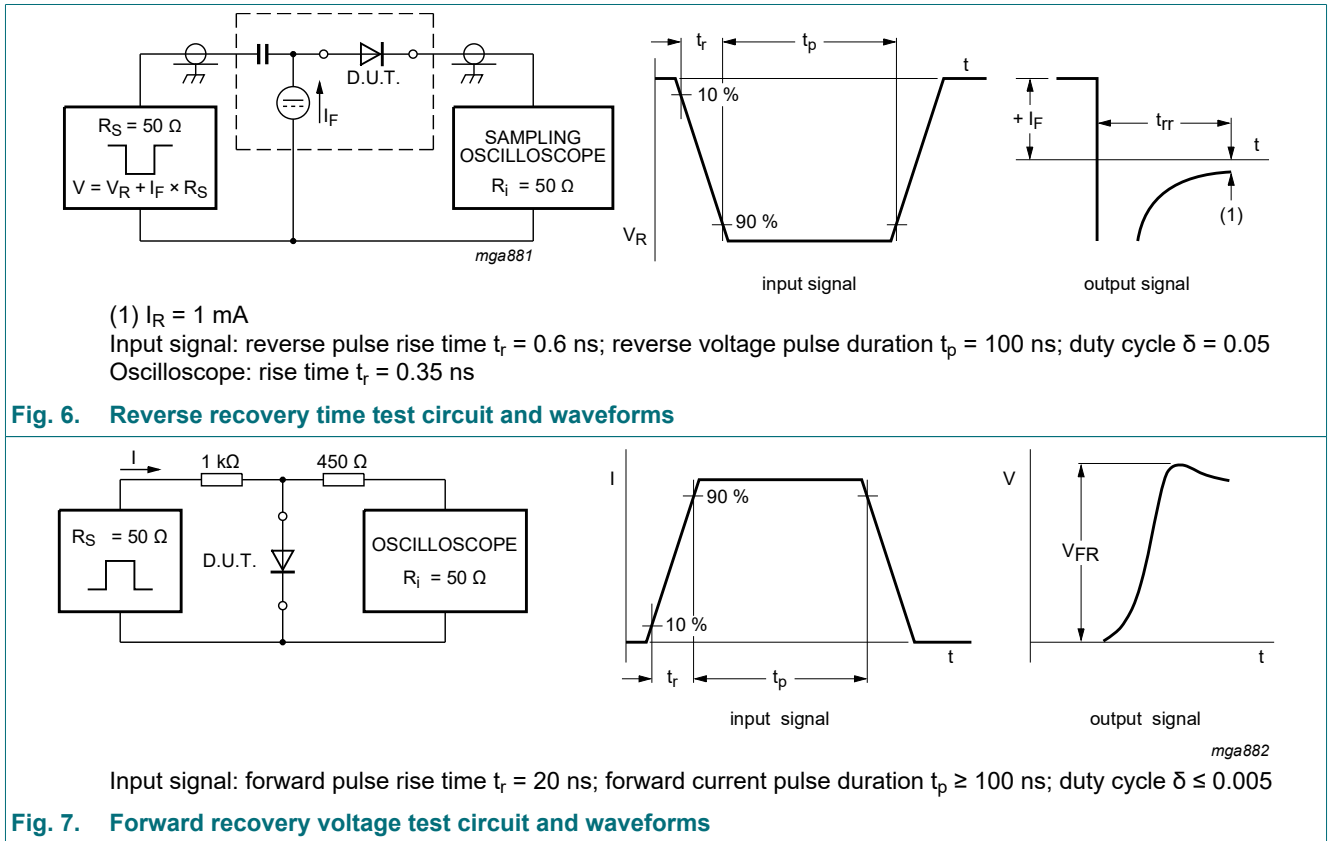 D.U.T.
I_F
R_S = 50 Ω
V = V_R + I_F × R_S
SAMPLING
OSCILLOSCOPE
R_i = 50 Ω
mga881
t_r
t_p
t
10 %
90 %
V_R
input signal
+ I_F
t_rr
t
(1)
output signal
(1) I_R = 1 mA
Input signal: reverse pulse rise time t_r = 0.6 ns; reverse voltage pulse duration t_p = 100 ns; duty cycle δ = 0.05
Oscilloscope: rise time t_r = 0.35 ns
Fig. 6. Reverse recovery time test circuit and waveforms
I
1 kΩ
450 Ω
R_S = 50 Ω
D.U.T.
OSCILLOSCOPE
R_i = 50 Ω
I
90 %
10 %
t
t_r
t_p
input signal
V
V_FR
t
output signal
mga882
Input signal: forward pulse rise time t_r = 20 ns; forward current pulse duration t_p ≥ 100 ns; duty cycle δ ≤ 0.005
Fig. 7. Forward recovery voltage test circuit and waveforms